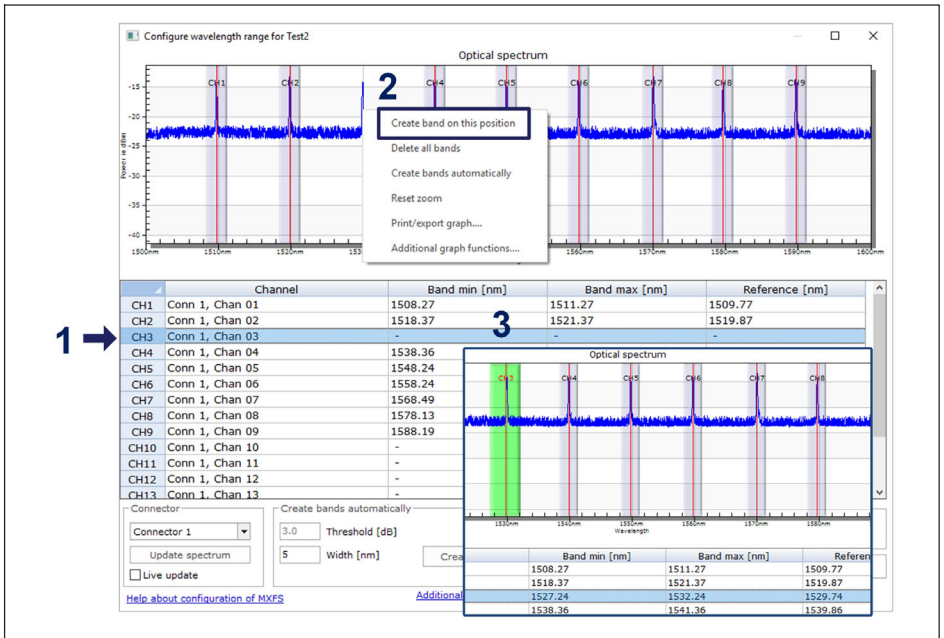 Configure wavelength range for Test2
Optical spectrum
CH1 CH2 CH4 CH5 CH6 CH7 CH8 CH9
2
Create band on this position
Delete all bands
Create bands automatically
Reset zoom
Print/export graph....
Additional graph functions....
Power in dBm
-15
-20
-25
-30
-35
-40
1500nm 1510nm 1520nm 1560nm 1570nm 1580nm 1590nm 1600nm
Channel Band min [nm] Band max [nm] Reference [nm]
CH1 Conn 1, Chan 01 1508.27 1511.27 1509.77
CH2 Conn 1, Chan 02 1518.37 1521.37 1519.87
1
CH3 Conn 1, Chan 03 - - -
CH4 Conn 1, Chan 04 1538.36
CH5 Conn 1, Chan 05 1548.24
CH6 Conn 1, Chan 06 1558.24
CH7 Conn 1, Chan 07 1568.49
CH8 Conn 1, Chan 08 1578.13
CH9 Conn 1, Chan 09 1588.19
CH10 Conn 1, Chan 10 -
CH11 Conn 1, Chan 11 -
CH12 Conn 1, Chan 12 -
CH13 Conn 1, Chan 13 -
Connector
Connector 1
Update spectrum
Live update
Create bands automatically
3.0 Threshold [dB]
5 Width [nm]
Crea
Help about configuration of MXFS
Additional
3
Optical spectrum
CH3 CH4 CH5 CH6 CH7 CH8
1530nm 1540nm 1550nm 1560nm 1570nm 1580nm
Wavelength
Band min [nm] Band max [nm] Referen
1508.27 1511.27 1509.77
1518.37 1521.37 1519.87
1527.24 1532.24 1529.74
1538.36 1541.36 1539.86